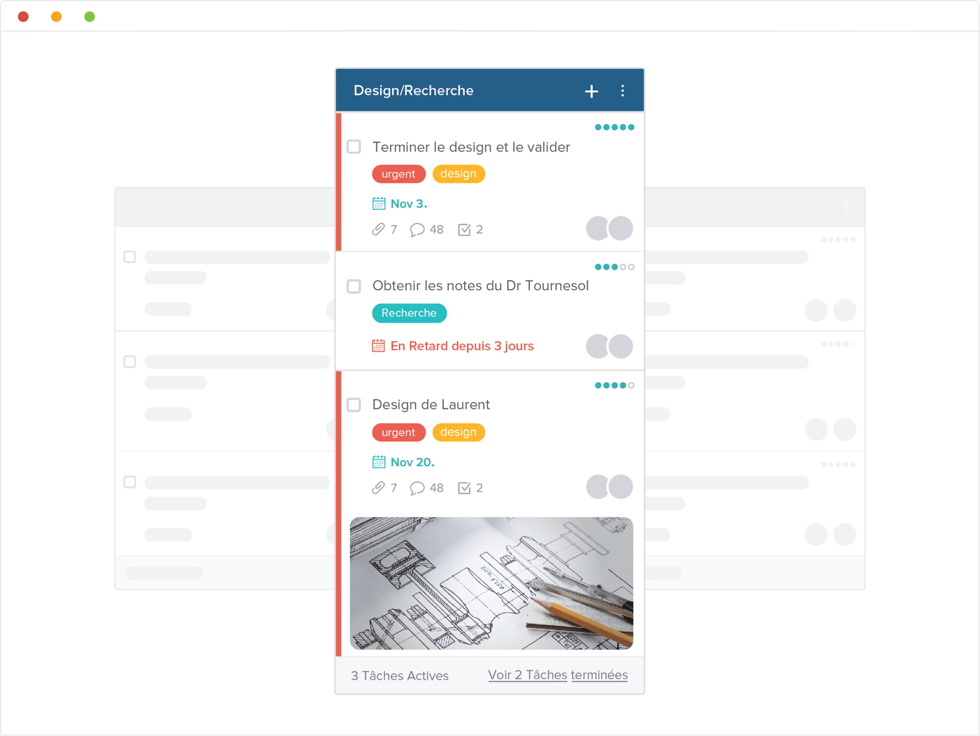 Design/Recherche
Terminer le design et le valider
urgent design
Nov 3.
7 48 2
Obtenir les notes du Dr Tournesol
Recherche
En Retard depuis 3 jours
Design de Laurent
urgent design
Nov 20.
7 48 2
3 Tâches Actives Voir 2 Tâches terminées